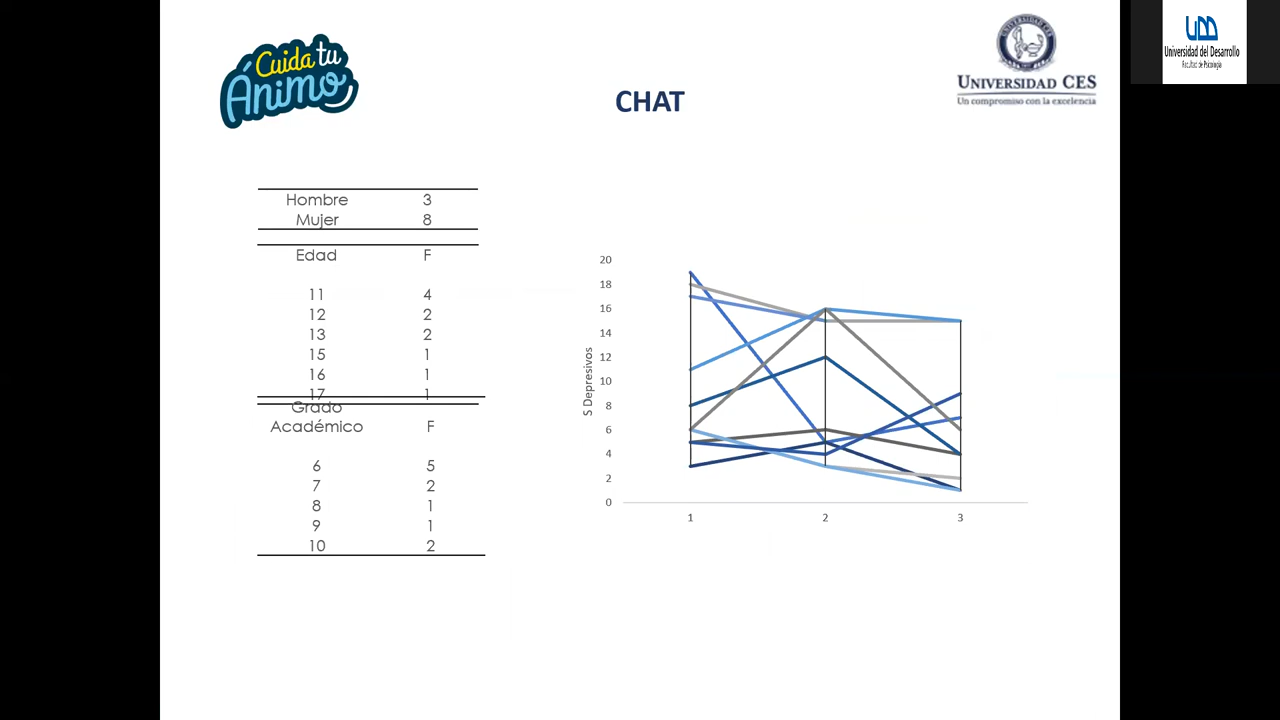 Cuida tu
Ánimo
CHAT
UNIVERSIDAD CES
Un compromiso con la excelencia
Universidad del Desarrollo
Facultad de Psicología
Hombre 3
Mujer 8
Edad F
11 4
12 2
13 2
15 1
16 1
17 1
Grado
Académico F
6 5
7 2
8 1
9 1
10 2
S Depresivos
20
18
16
14
12
10
8
6
4
2
0
1 2 3